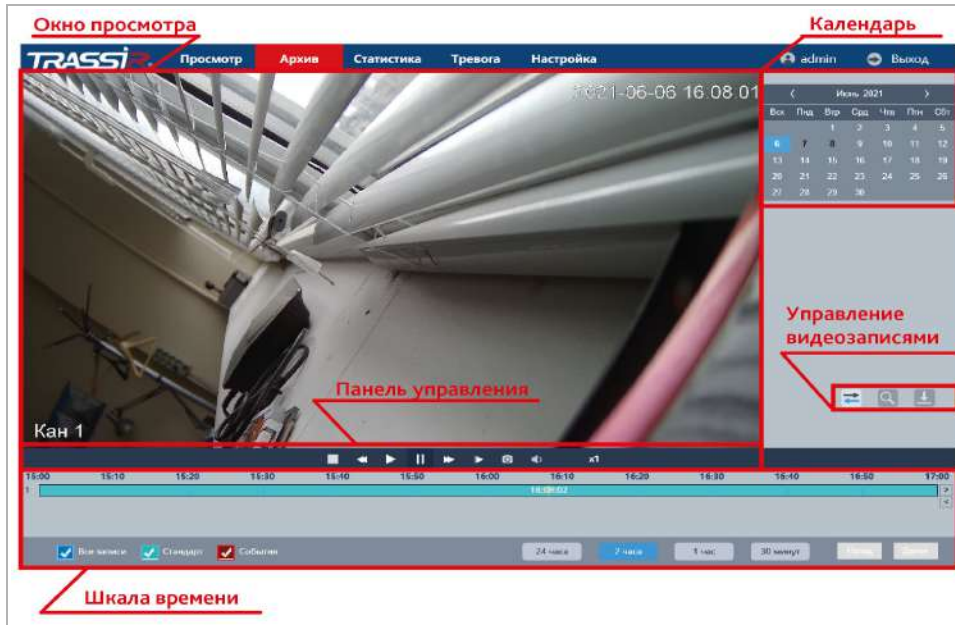 Окно просмотра
Календарь
TRASSIR
Просмотр Архив Статистика Тревога Настройка admin Выход
2021-06-06 16:08:01
Июнь 2021
Вск Пнд Втр Срд Чтв Птн Сбт
1 2 3 4 5
6 7 8 9 10 11 12
13 14 15 16 17 18 19
20 21 22 23 24 25 26
27 28 29 30
Управление
видеозаписями
Панель управления
Кан 1
x1
15:00 15:10 15:20 15:30 15:40 15:50 16:00 16:10 16:20 16:30 16:40 16:50 17:00
1 16:08:02
Все записи Стандарт События 24 часа 2 часа 1 час 30 минут Назад Далее
Шкала времени